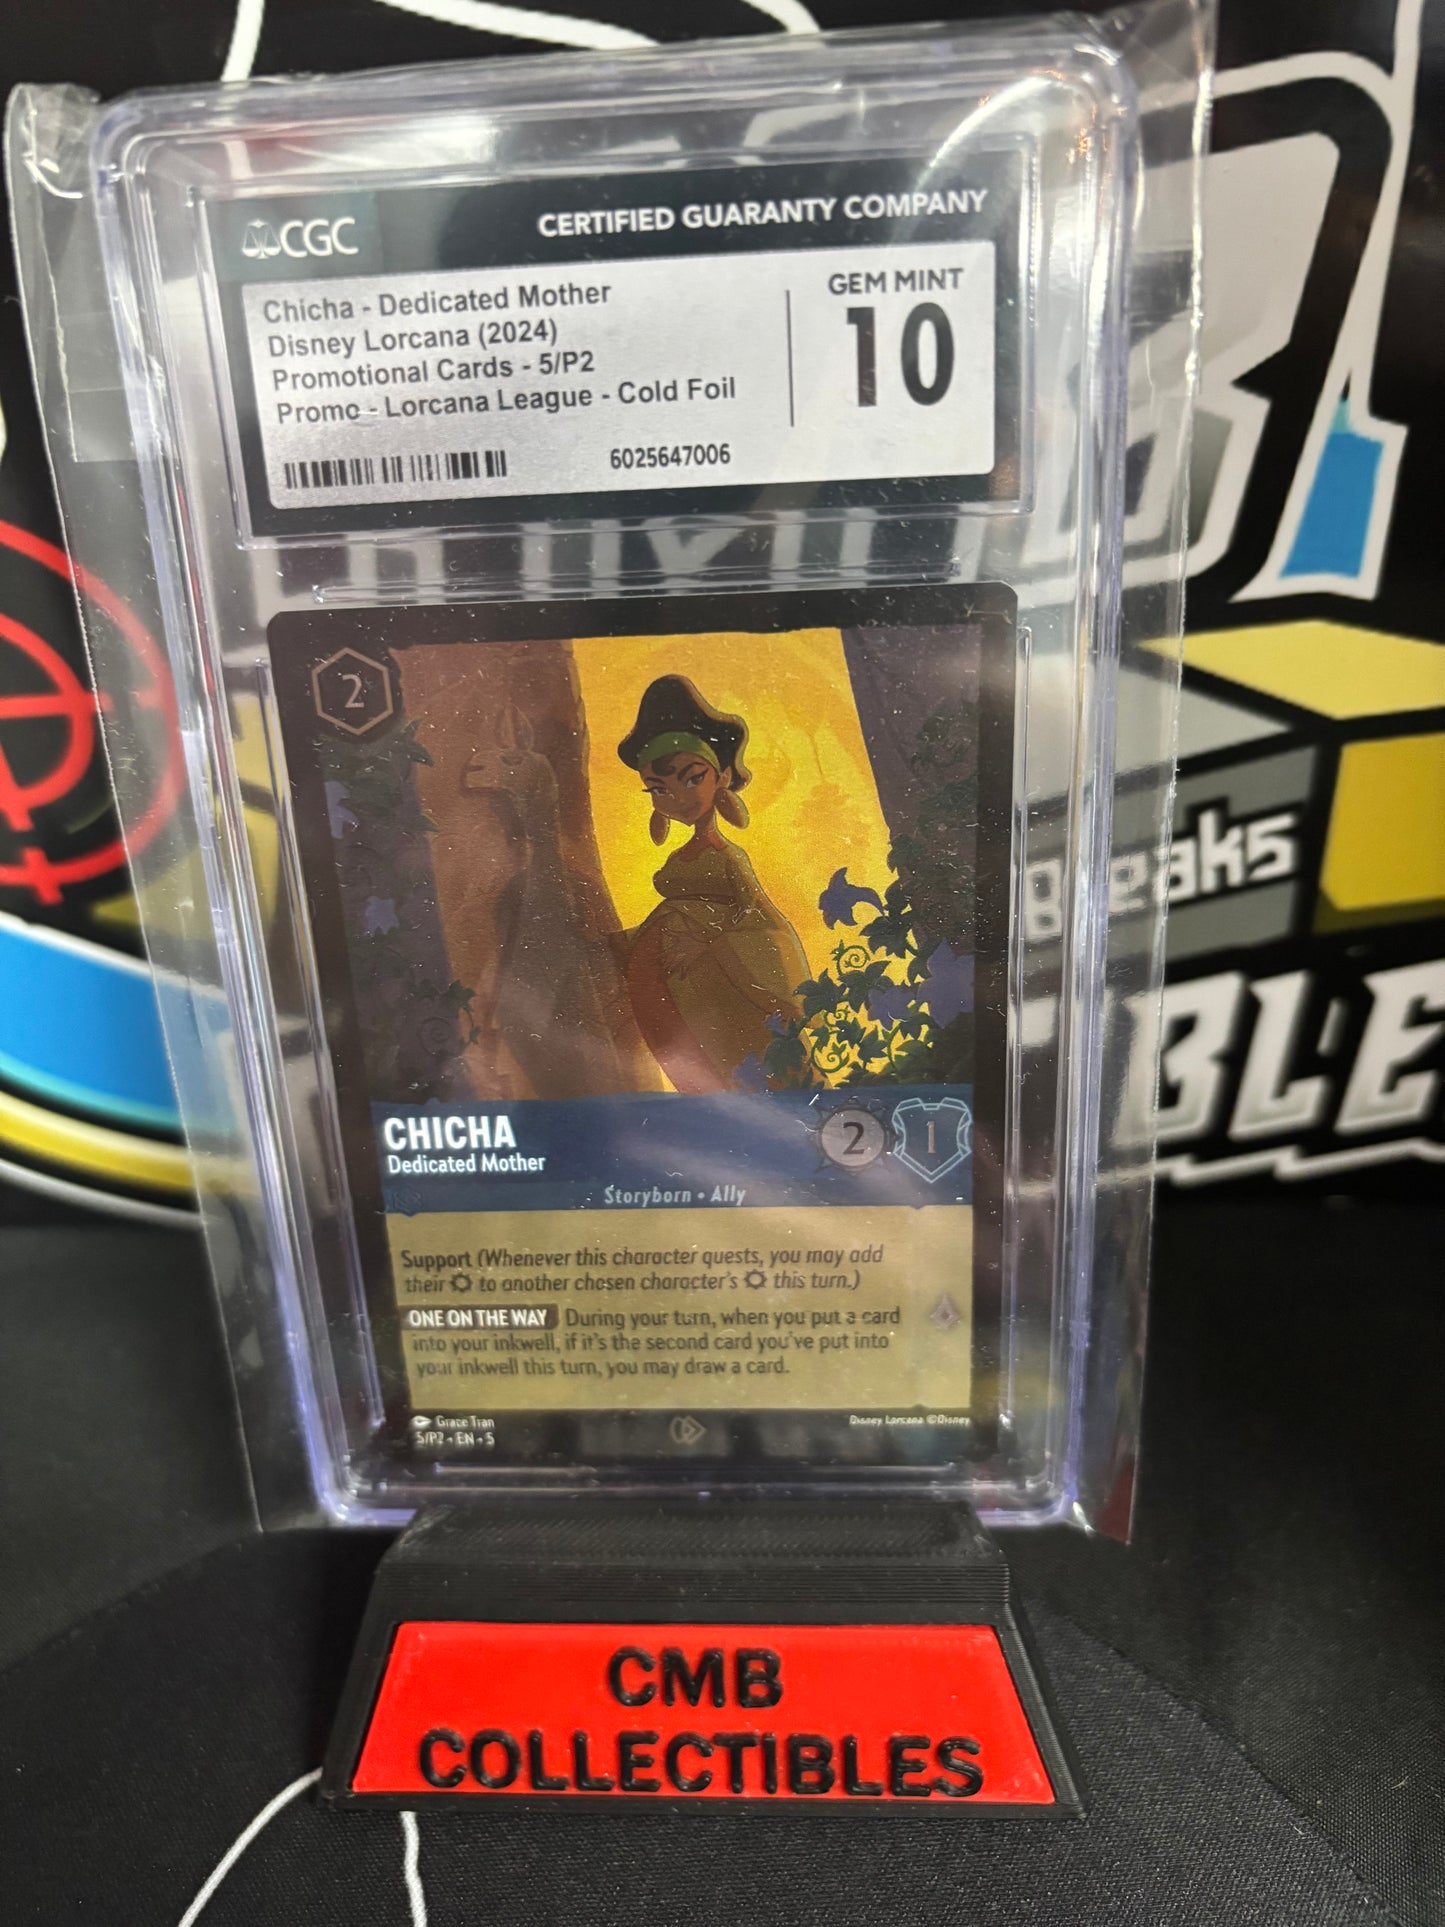 CGC
CERTIFIED GUARANTY COMPANY
Chicha - Dedicated Mother
Disney Lorcana (2024)
Promotional Cards - 5/P2
Promo - Lorcana League - Cold Foil
GEM MINT
10
6025647006
2
CHICHA
Dedicated Mother
2
1
Storyborn • Ally
Support (Whenever this character quests, you may add
their to another chosen character's this turn.)
ONE ON THE WAY During your turn, when you put a card
into your inkwell, if it's the second card you've put into
your inkwell this turn, you may draw a card.
Grace Tran
5/P2 • EN • 5
Disney Lorcana ©Disney
Breaks
BLE
CMB
COLLECTIBLES